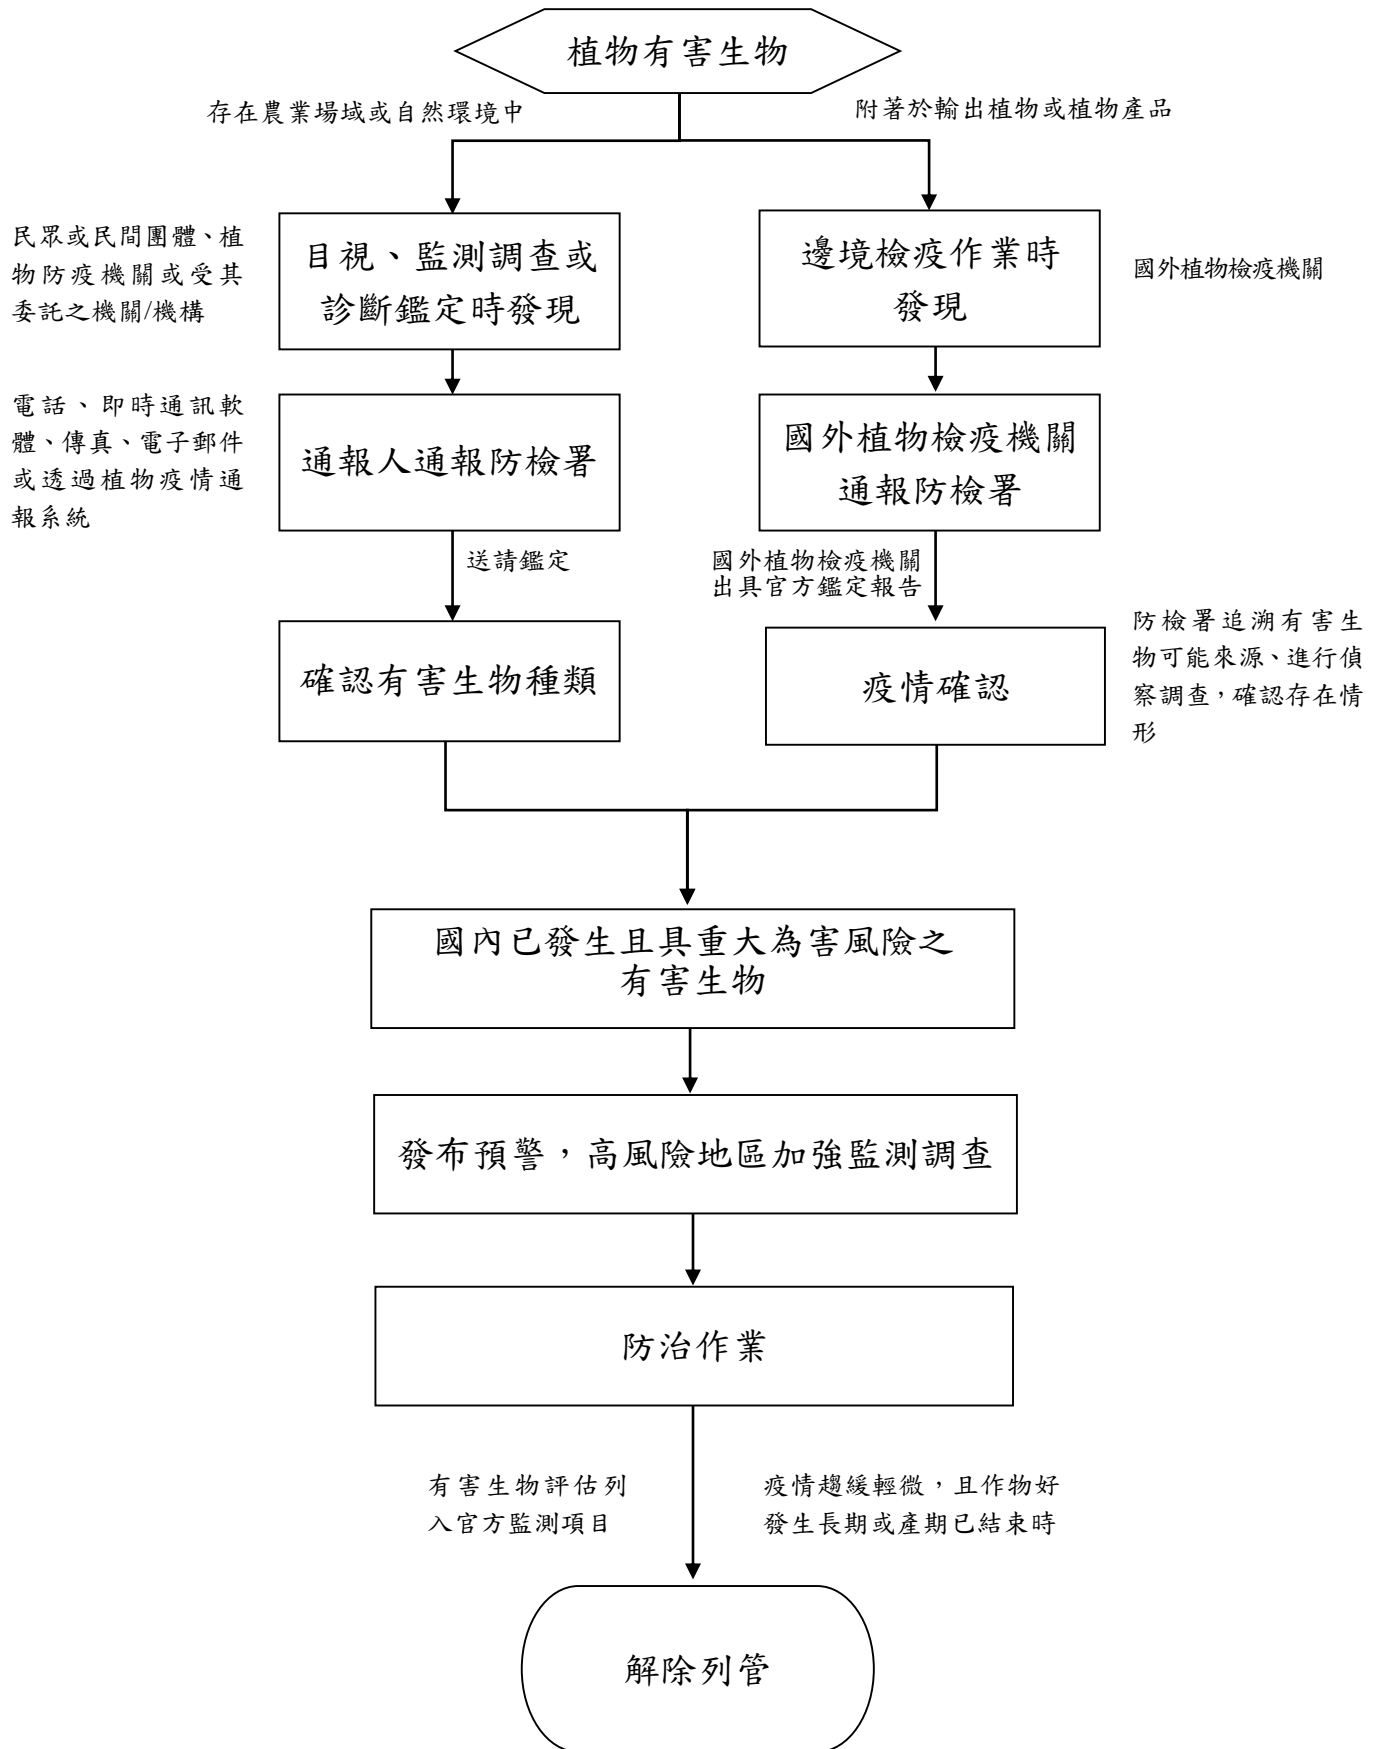 植物有害生物
存在農業場域或自然環境中
附著於輸出植物或植物產品
民眾或民間團體、植
物防疫機關或受其
委託之機關/機構
目視、監測調查或
診斷鑑定時發現
邊境檢疫作業時
發現
國外植物檢疫機關
電話、即時通訊軟
體、傳真、電子郵件
或透過植物疫情通
報系統
通報人通報防檢署
國外植物檢疫機關
通報防檢署
送請鑑定
國外植物檢疫機關
出具官方鑑定報告
確認有害生物種類
疫情確認
防檢署追溯有害生
物可能來源、進行偵
察調查，確認存在情
形
國內已發生且具重大為害風險之
有害生物
發布預警，高風險地區加強監測調查
防治作業
有害生物評估列
入官方監測項目
疫情趨緩輕微，且作物好
發生長期或產期已結束時
解除列管